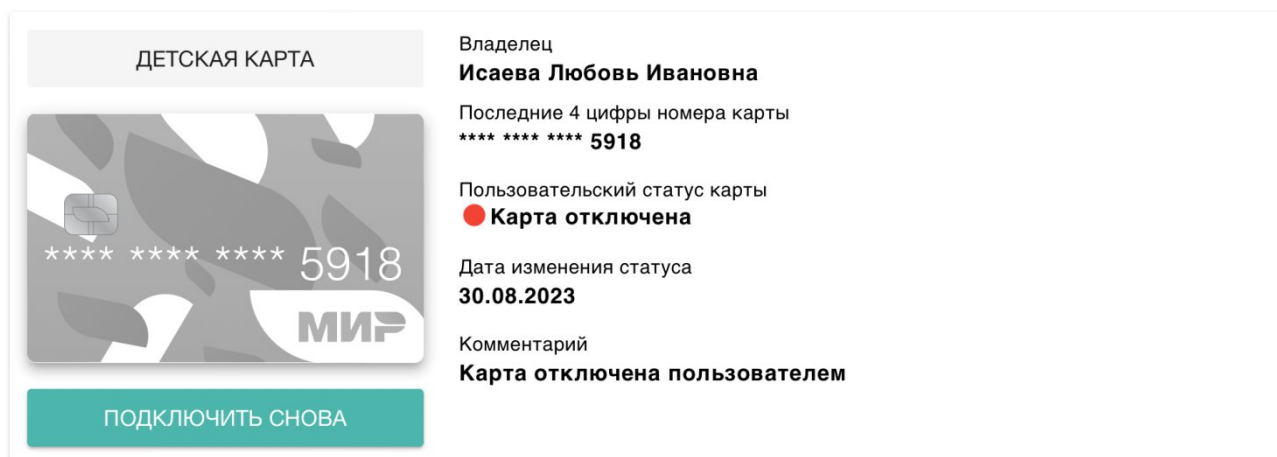 ДЕТСКАЯ КАРТА
**** **** **** 5918
МИР
ПОДКЛЮЧИТЬ СНОВА
Владелец
Исаева Любовь Ивановна
Последние 4 цифры номера карты
**** **** **** 5918
Пользовательский статус карты
Карта отключена
Дата изменения статуса
30.08.2023
Комментарий
Карта отключена пользователем